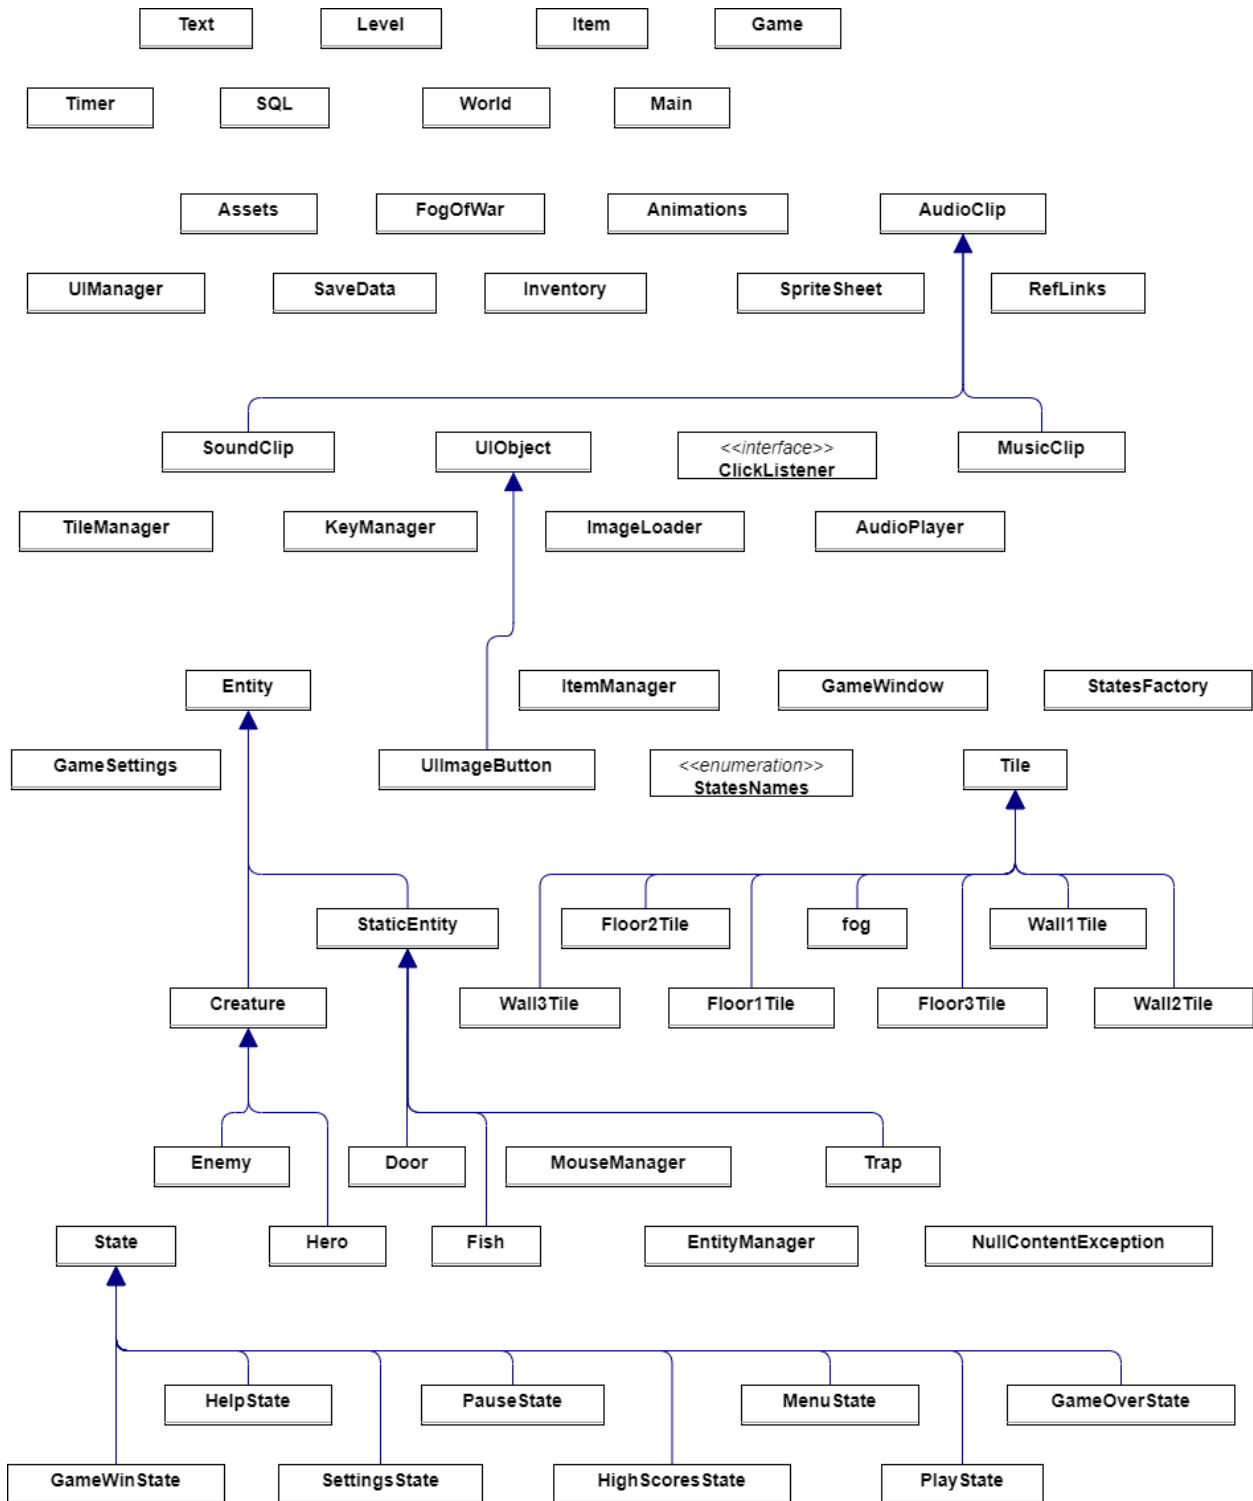 Text
Level
Item
Game
Timer
SQL
World
Main
Assets
FogOfWar
Animations
AudioClip
UIManager
SaveData
Inventory
SpriteSheet
RefLinks
SoundClip
UIObject
<<interface>>
ClickListener
MusicClip
TileManager
KeyManager
ImageLoader
AudioPlayer
Entity
ItemManager
GameWindow
StatesFactory
GameSettings
UIImageButton
<<enumeration>>
StatesNames
Tile
StaticEntity
Floor2Tile
fog
Wall1Tile
Creature
Wall3Tile
Floor1Tile
Floor3Tile
Wall2Tile
Enemy
Door
MouseManager
Trap
State
Hero
Fish
EntityManager
NullContentException
HelpState
PauseState
MenuState
GameOverState
GameWinState
SettingsState
HighScoresState
PlayState